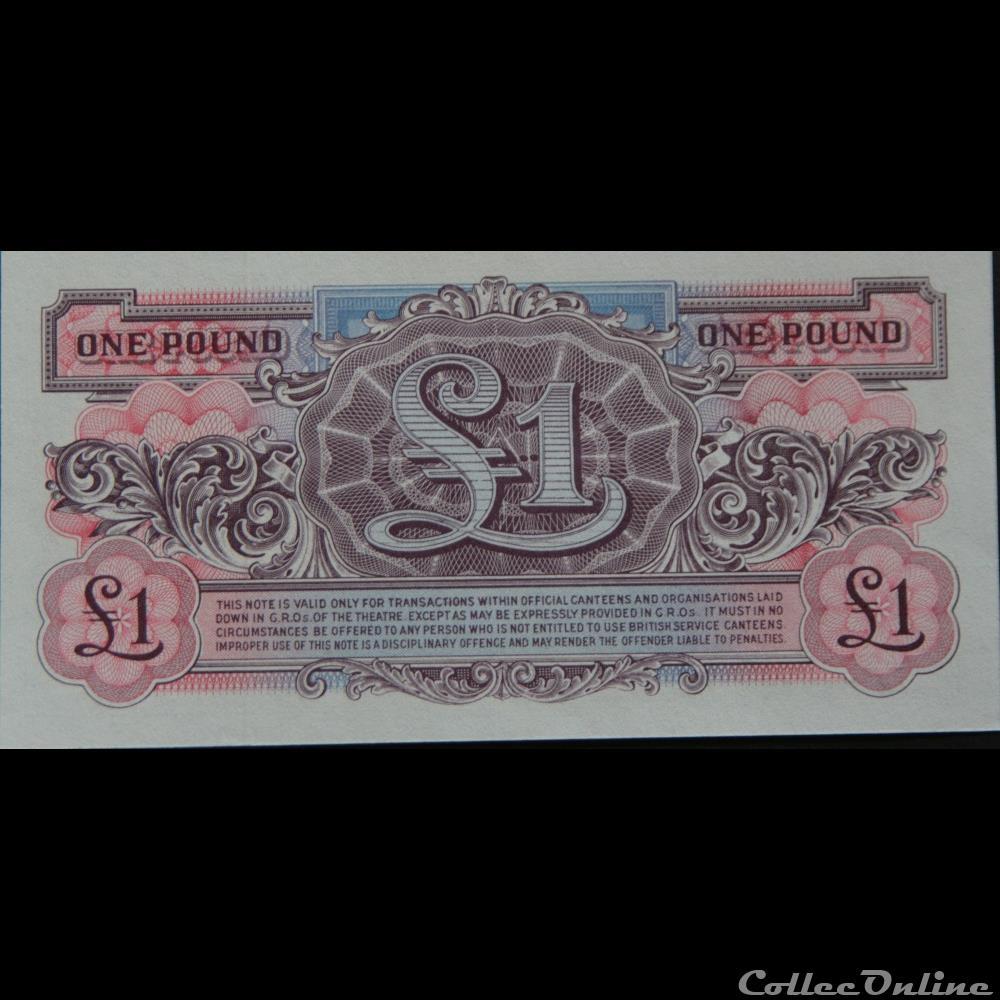 ONE POUND
ONE POUND
£1
£1
£1
THIS NOTE IS VALID ONLY FOR TRANSACTIONS WITHIN OFFICIAL CANTEENS AND ORGANISATIONS LAID
DOWN IN G.R.Os. OF THE THEATRE. EXCEPT AS MAY BE EXPRESSLY PROVIDED IN G.R.Os. IT MUST IN NO
CIRCUMSTANCES BE OFFERED TO ANY PERSON WHO IS NOT ENTITLED TO USE BRITISH SERVICE CANTEENS.
IMPROPER USE OF THIS NOTE IS A DISCIPLINARY OFFENCE AND MAY RENDER THE OFFENDER LIABLE TO PENALTIES.
ColleeOnline